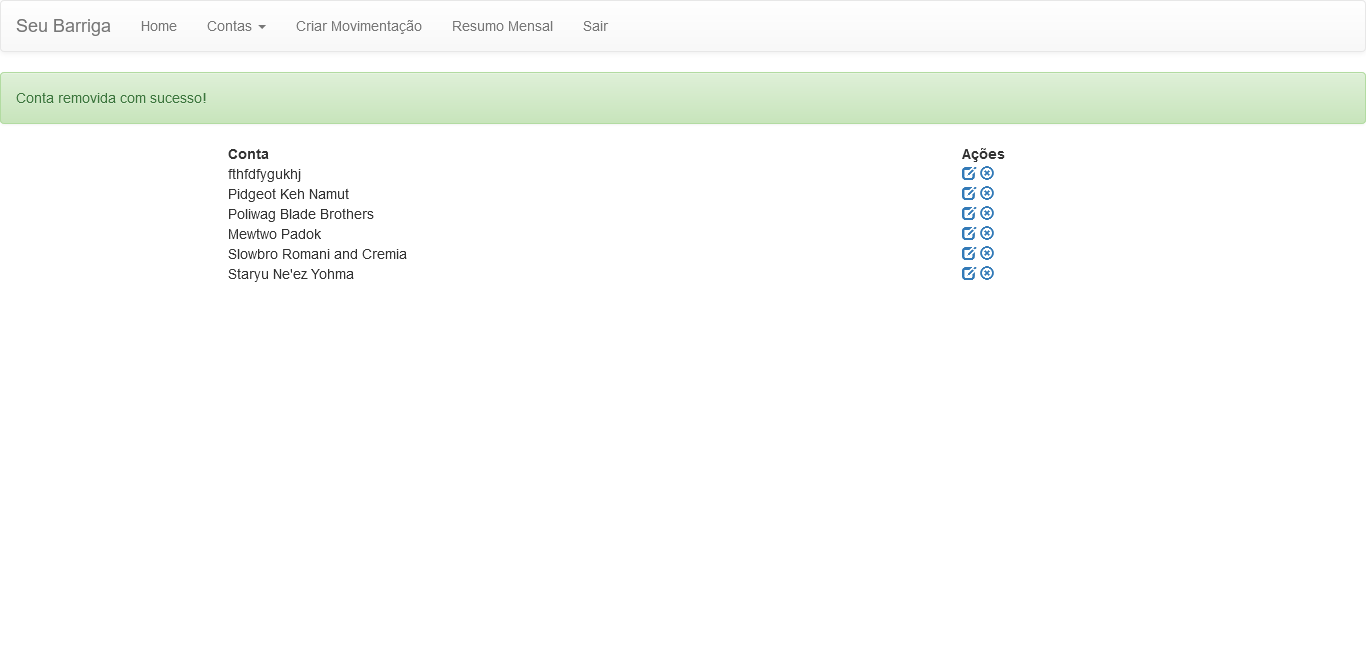 Seu Barriga Home Contas Criar Movimentação Resumo Mensal Sair
Conta removida com sucesso!
Conta Ações
fthfdfygukhj
Pidgeot Keh Namut
Poliwag Blade Brothers
Mewtwo Padok
Slowbro Romani and Cremia
Staryu Ne'ez Yohma